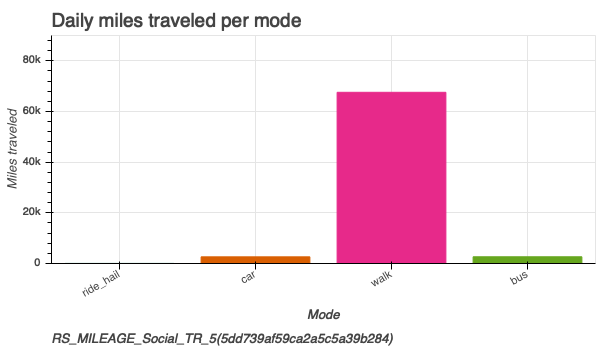 Daily miles traveled per mode
Miles traveled
80k
60k
40k
20k
0
ride_hail
car
walk
bus
Mode
RS_MILEAGE_Social_TR_5(5dd739af59ca2a5c5a39b284)